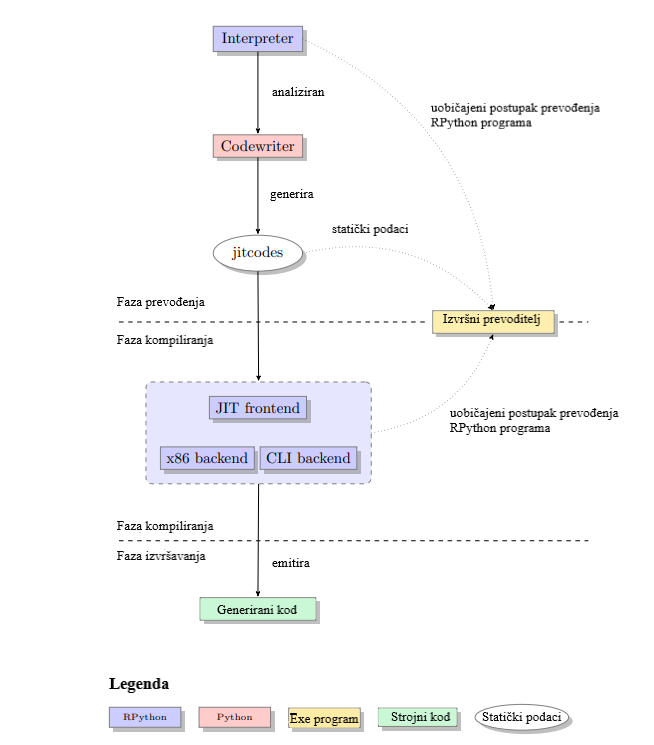 Interpreter
analiziran
uobičajeni postupak prevođenja
RPython programa
Codewriter
generira
statički podaci
jitcodes
Faza prevođenja
Izvršni prevoditelj
Faza kompiliranja
JIT frontend
uobičajeni postupak prevođenja
RPython programa
x86 backend
CLI backend
Faza kompiliranja
Faza izvršavanja
emitira
Generirani kod
Legenda
RPython
Python
Exe program
Strojni kod
Statički podaci